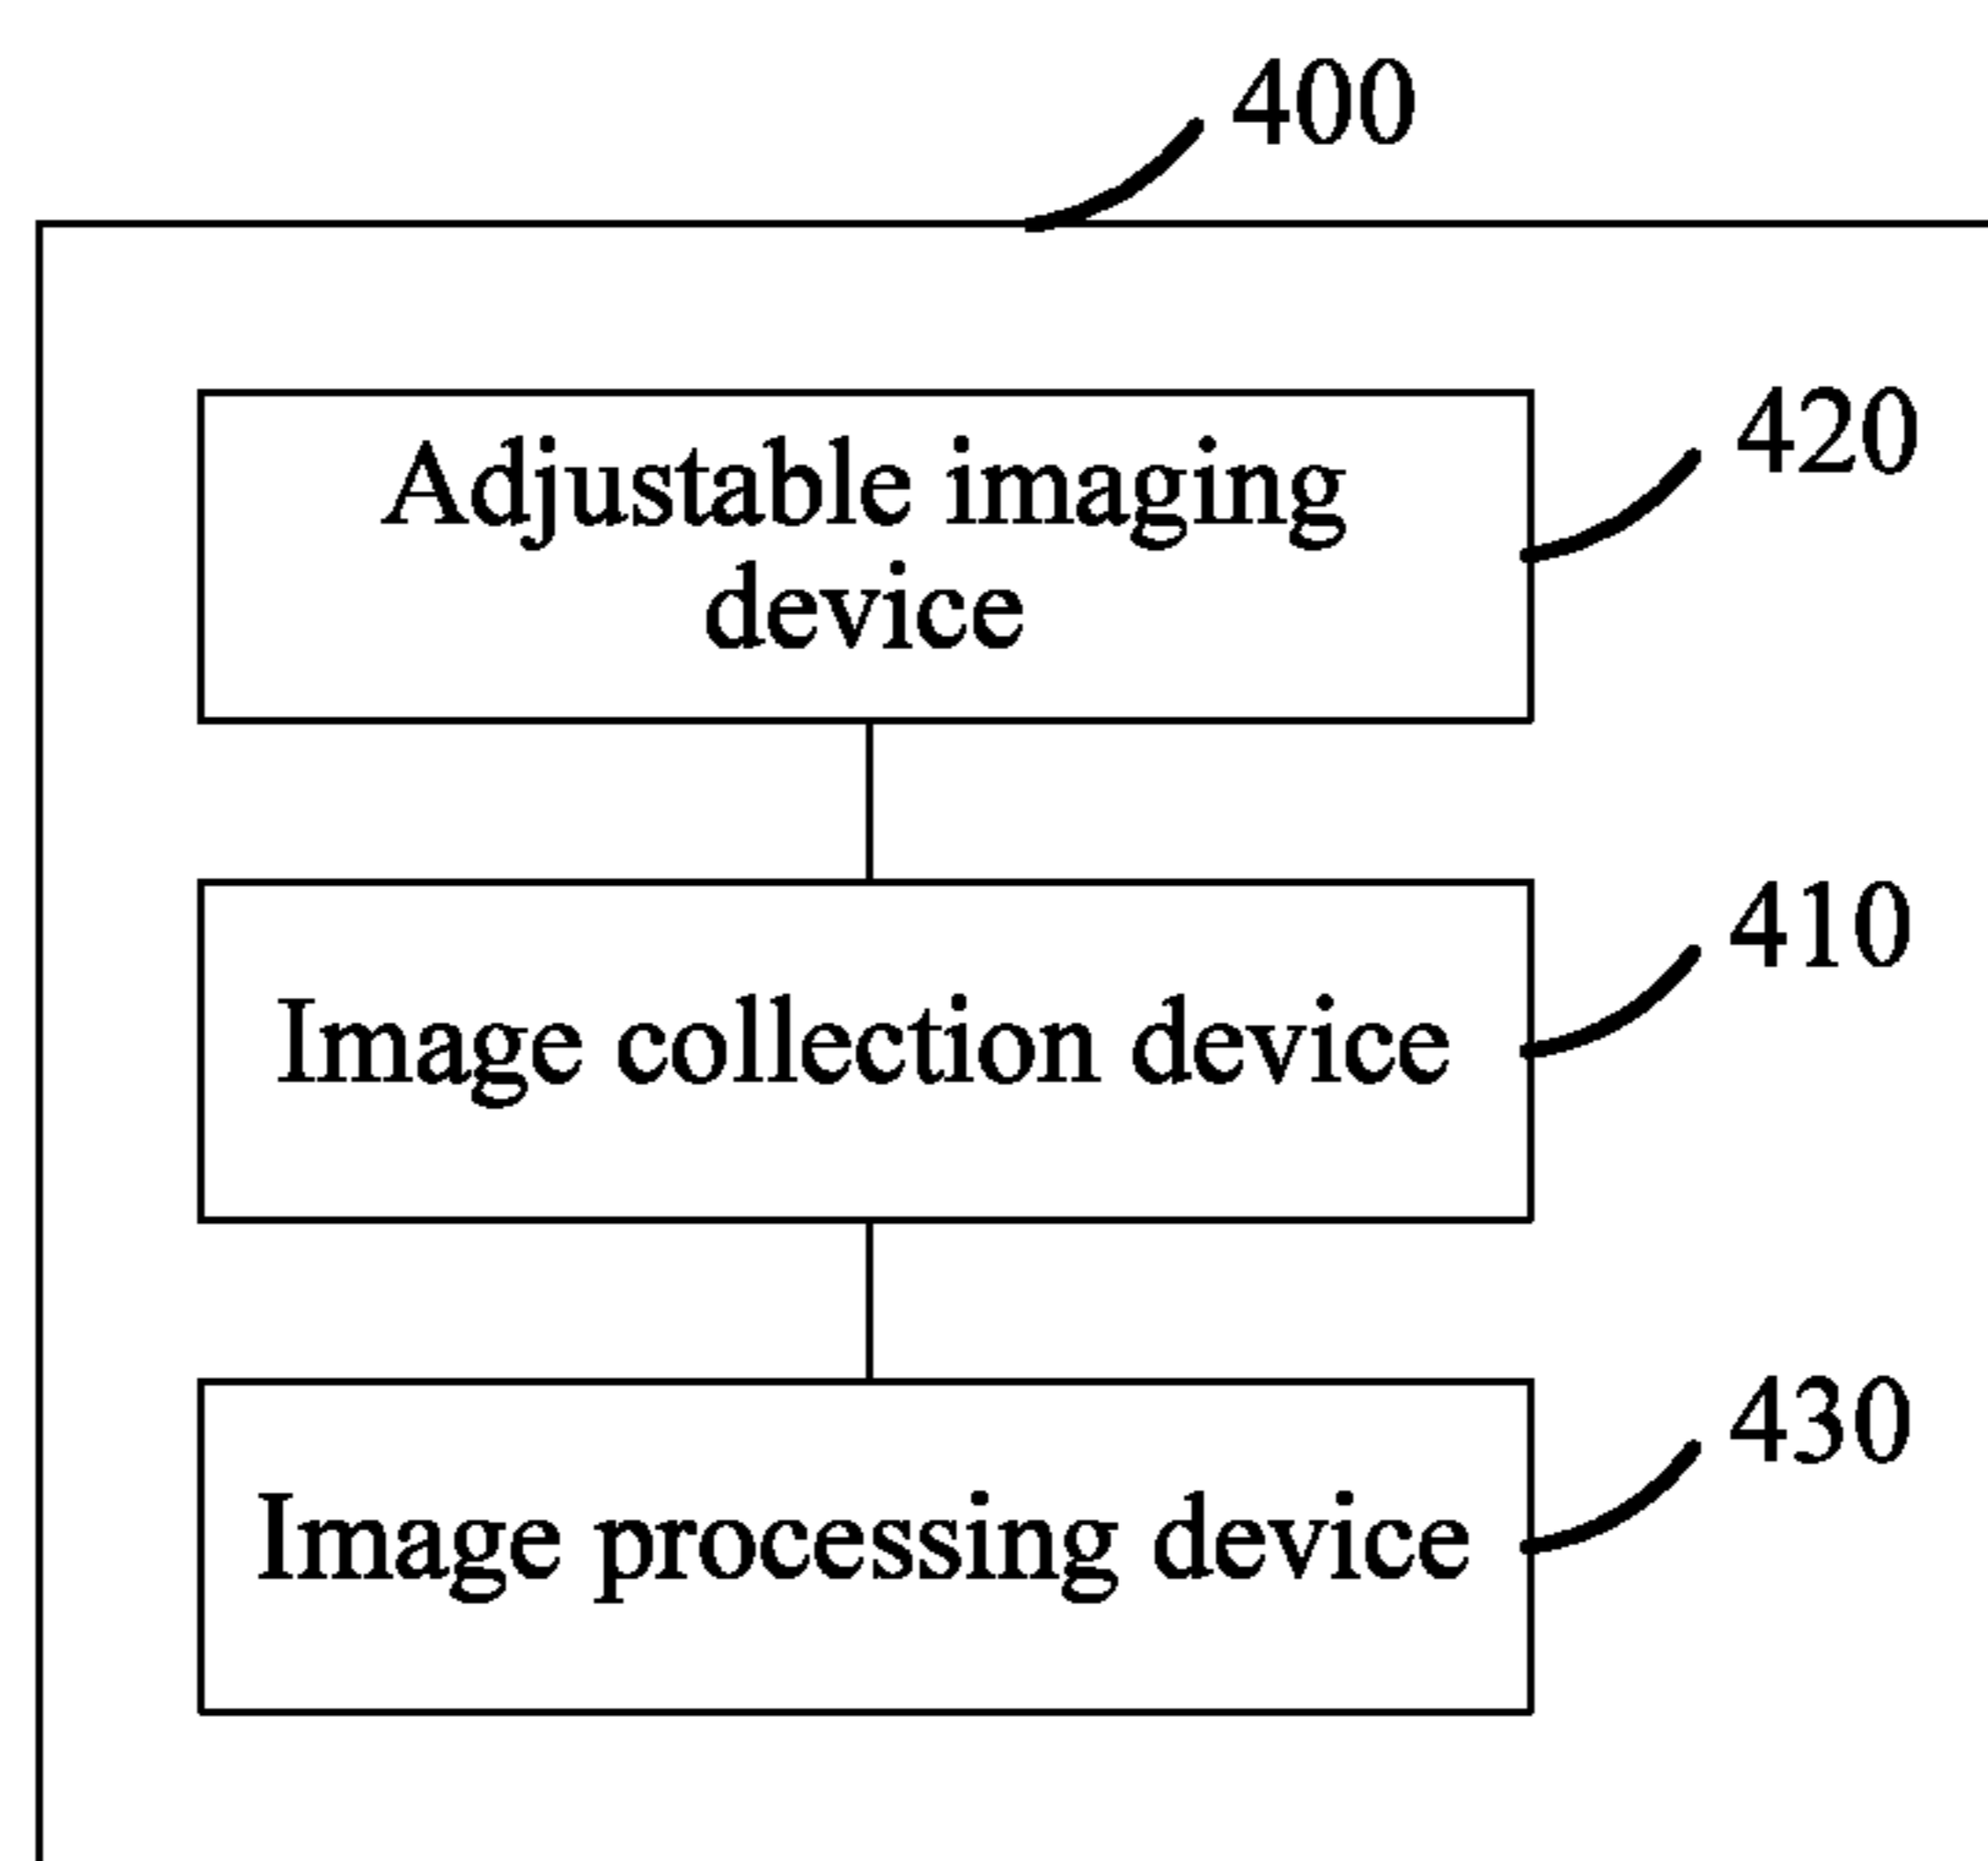 400
Adjustable imaging
device
420
Image collection device
410
Image processing device
430